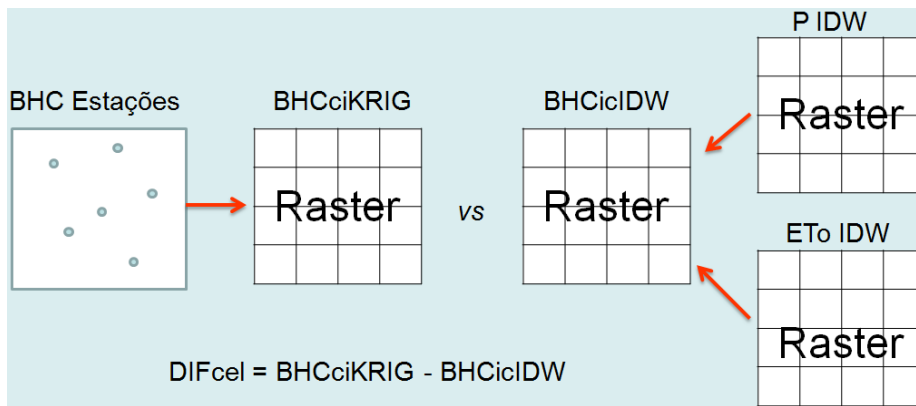 P IDW
BHC Estações
BHCciKRIG
BHCicIDW
Raster
Raster
vs
Raster
ETo IDW
Raster
DIFcel = BHCciKRIG - BHCicIDW